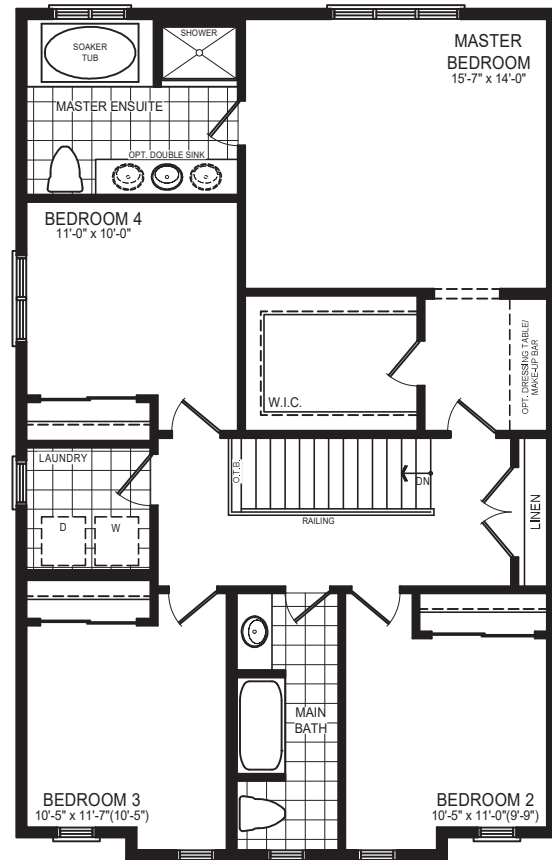 SOAKER
TUB
SHOWER
MASTER
BEDROOM
15'-7" x 14'-0"
MASTER ENSUITE
OPT. DOUBLE SINK
BEDROOM 4
11'-0" x 10'-0"
W.I.C.
OPT. DRESSING TABLE/
MAKE-UP BAR
LAUNDRY
D
W
O.T.B.
DN
RAILING
LINEN
MAIN
BATH
BEDROOM 3
10'-5" x 11'-7"(10'-5")
BEDROOM 2
10'-5" x 11'-0"(9'-9")